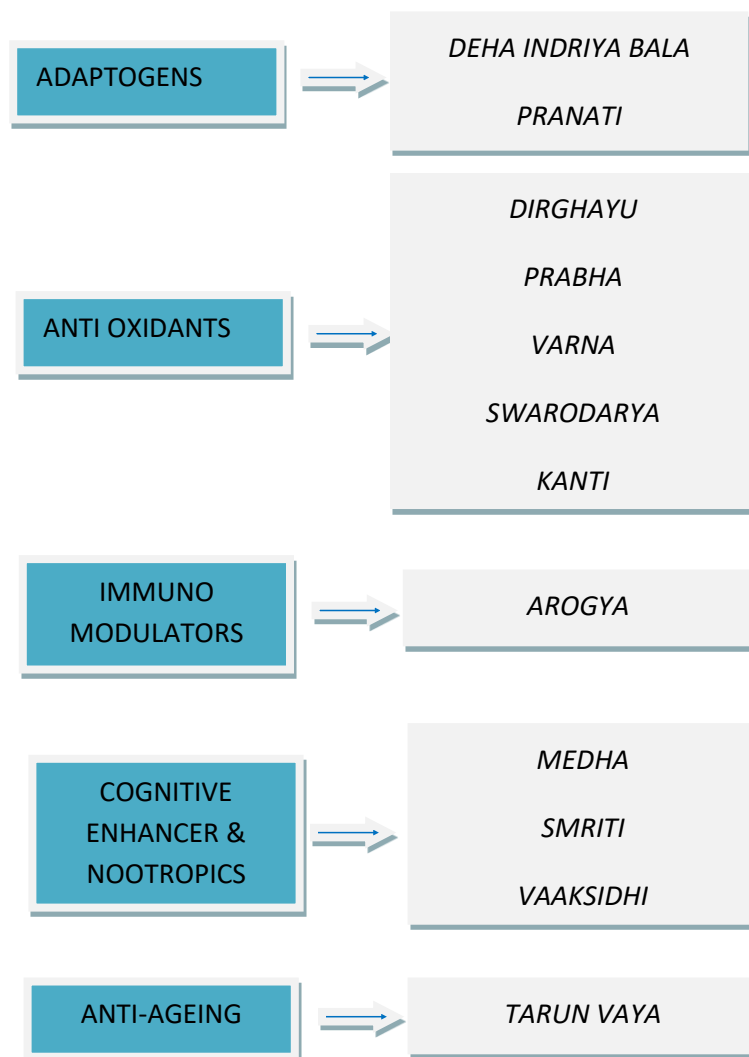 ADAPTOGENS
DEHA INDRIYA BALA
PRANATI
ANTI OXIDANTS
DIRGHAYU
PRABHA
VARNA
SWARODARYA
KANTI
IMMUNO
MODULATORS
AROGYA
COGNITIVE
ENHANCER &
NOOTROPICS
MEDHA
SMRITI
VAAKSIDHI
ANTI-AGEING
TARUN VAYA